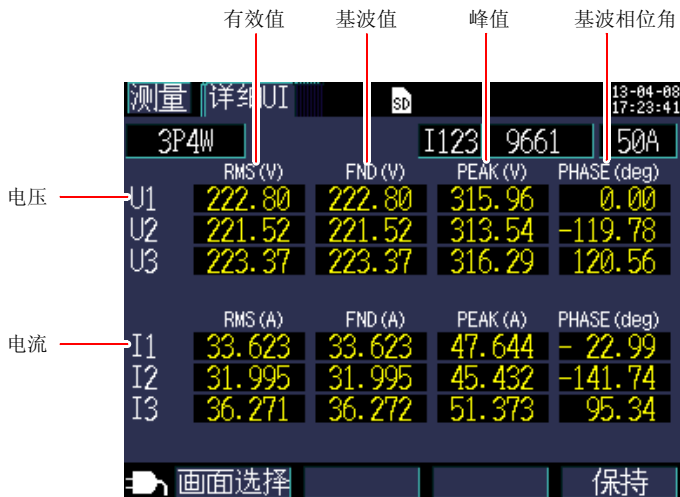 有效值 基波值 峰值 基波相位角
测量 详细UI SD 13-04-08
17:23:41
3P4W I123 9661 50A
RMS(V) FND(V) PEAK(V) PHASE(deg)
电压 U1 222.80 222.80 315.96 0.00
U2 221.52 221.52 313.54 -119.78
U3 223.37 223.37 316.29 120.56
RMS(A) FND(A) PEAK(A) PHASE(deg)
电流 I1 33.623 33.623 47.644 - 22.99
I2 31.995 31.995 45.432 -141.74
I3 36.271 36.272 51.373 95.34
画面选择 保持